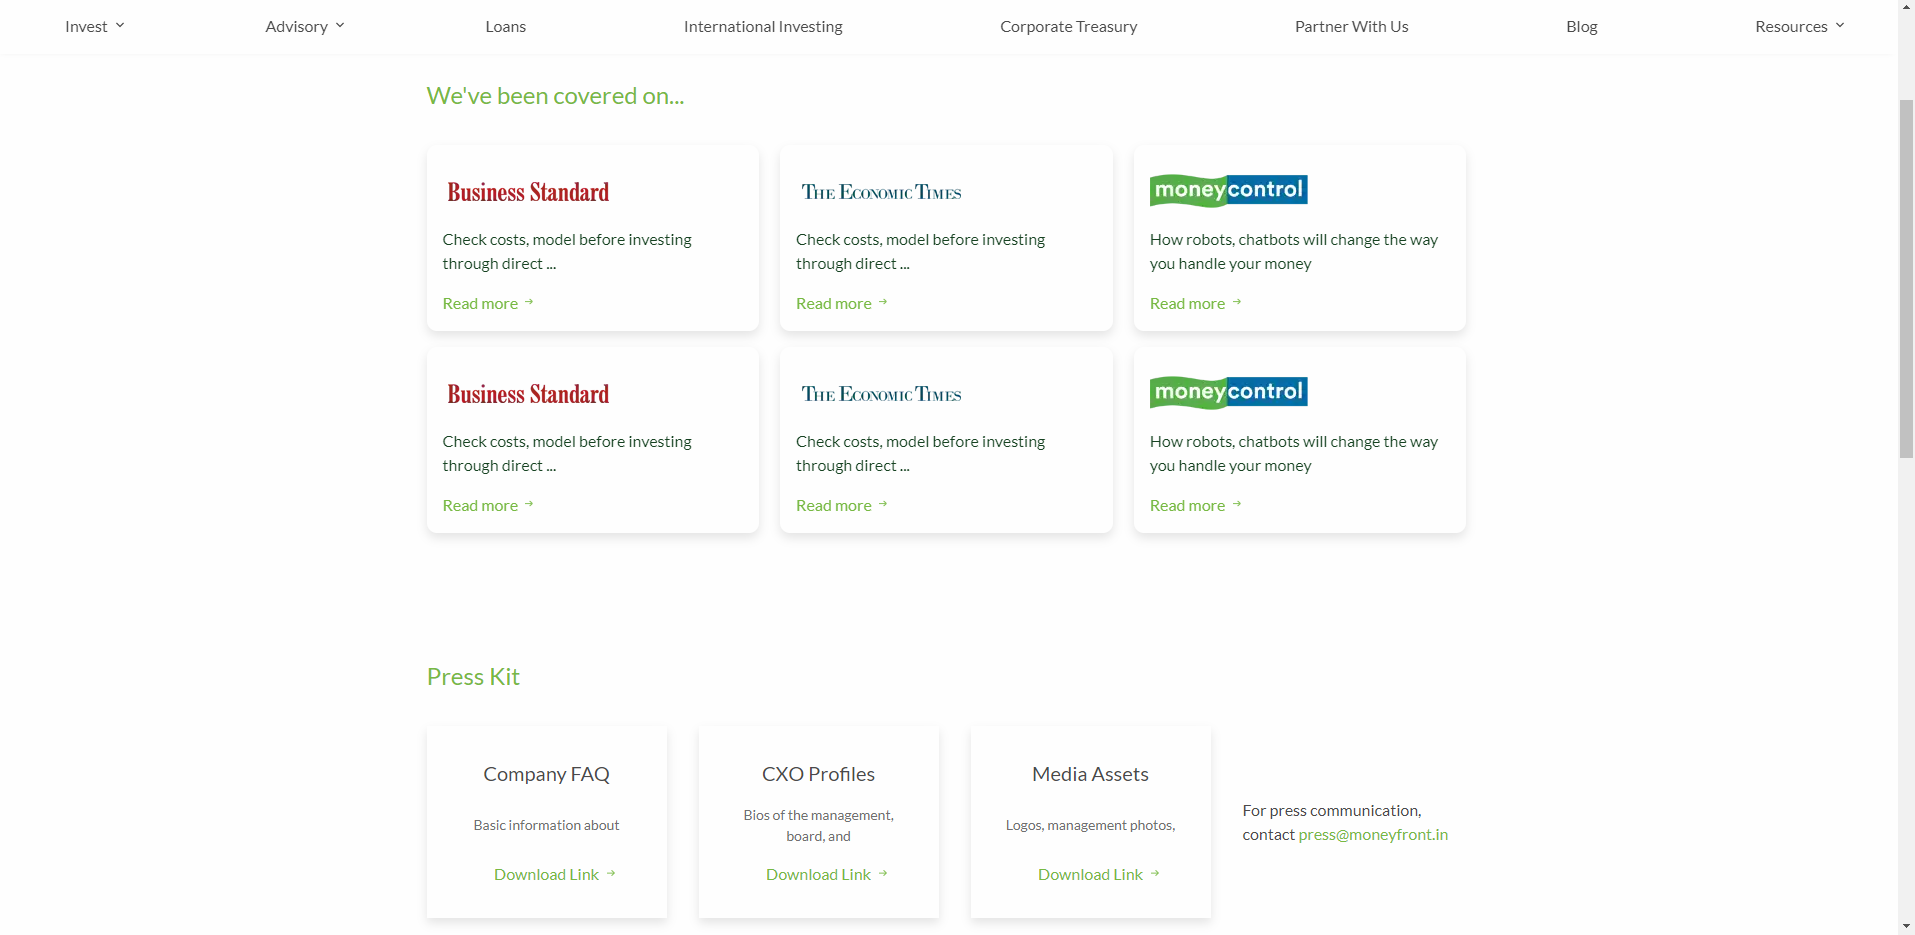 Invest Advisory Loans International Investing Corporate Treasury Partner With Us Blog Resources
We've been covered on...
Business Standard
Check costs, model before investing
through direct ...
Read more
THE ECONOMIC TIMES
Check costs, model before investing
through direct ...
Read more
moneycontrol
How robots, chatbots will change the way
you handle your money
Read more
Business Standard
Check costs, model before investing
through direct ...
Read more
THE ECONOMIC TIMES
Check costs, model before investing
through direct ...
Read more
moneycontrol
How robots, chatbots will change the way
you handle your money
Read more
Press Kit
Company FAQ
Basic information about
Download Link
CXO Profiles
Bios of the management,
board, and
Download Link
Media Assets
Logos, management photos,
Download Link
For press communication,
contact press@moneyfront.in